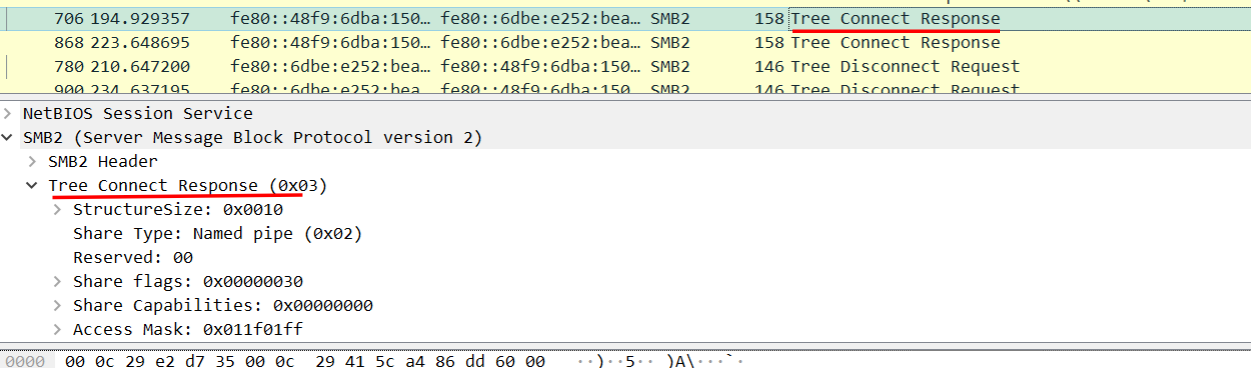 706 194.929357 fe80::48f9:6dba:150… fe80::6dbe:e252:bea… SMB2 158 Tree Connect Response
868 223.648695 fe80::48f9:6dba:150… fe80::6dbe:e252:bea… SMB2 158 Tree Connect Response
780 210.647200 fe80::6dbe:e252:bea… fe80::48f9:6dba:150… SMB2 146 Tree Disconnect Request
900 234.637195 fe80::6dbe:e252:bea… fe80::48f9:6dba:150… SMB2 146 Tree Disconnect Request
NetBIOS Session Service
SMB2 (Server Message Block Protocol version 2)
SMB2 Header
Tree Connect Response (0x03)
StructureSize: 0x0010
Share Type: Named pipe (0x02)
Reserved: 00
Share flags: 0x00000030
Share Capabilities: 0x00000000
Access Mask: 0x011f01ff
0000 00 0c 29 e2 d7 35 00 0c 29 41 5c a4 86 dd 60 00 ··)··5·· )A\···`·